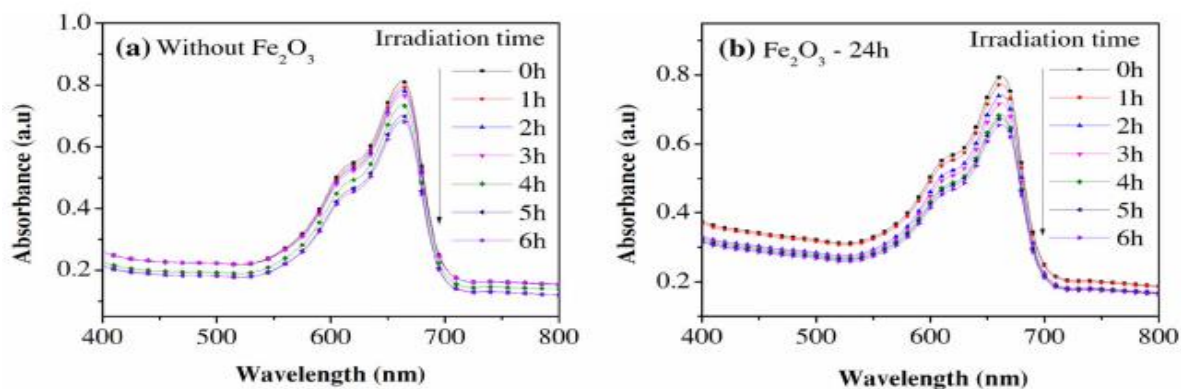 (a) Without Fe₂O₃
Irradiation time
0h
1h
2h
3h
4h
5h
6h
1.0
0.8
0.6
0.4
0.2
400
500
600
700
800
Absorbance (a.u)
Wavelength (nm)
(b) Fe₂O₃ - 24h
Irradiation time
0h
1h
2h
3h
4h
5h
6h
0.8
0.6
0.4
0.2
400
500
600
700
800
Absorbance (a.u)
Wavelength (nm)